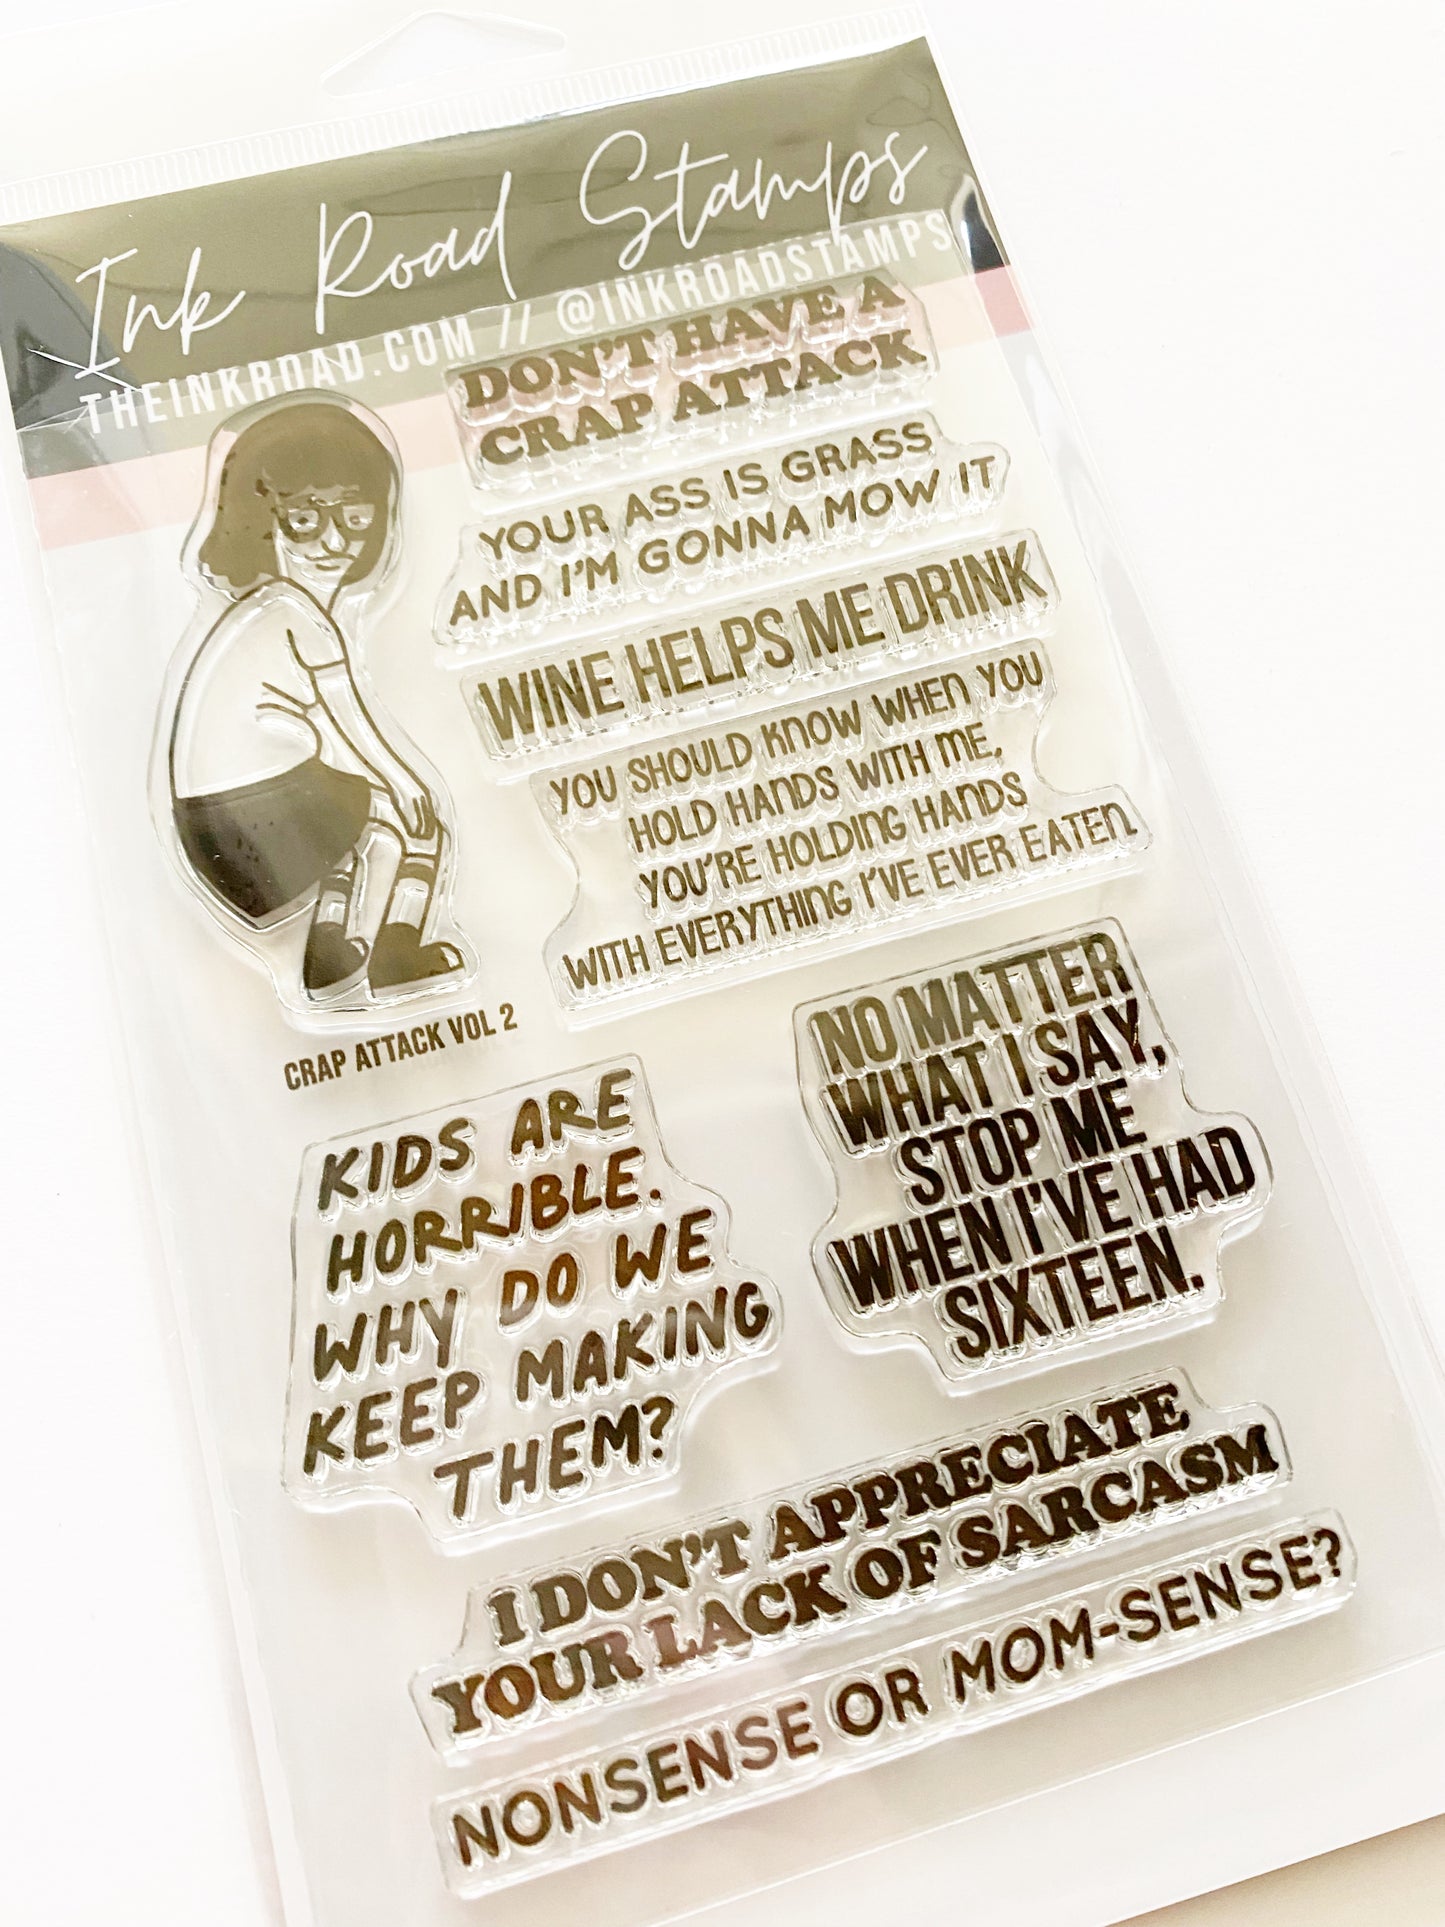 Ink Road Stamps
THEINKROAD.COM // @INKROADSTAMPS
DON'T HAVE A
CRAP ATTACK
YOUR ASS IS GRASS
AND I'M GONNA MOW IT
WINE HELPS ME DRINK
YOU SHOULD KNOW WHEN YOU
HOLD HANDS WITH ME,
YOU'RE HOLDING HANDS
WITH EVERYTHING I'VE EVER EATEN.
CRAP ATTACK VOL 2
KIDS ARE
HORRIBLE.
WHY DO WE
KEEP MAKING
THEM?
NO MATTER
WHAT I SAY,
STOP ME
WHEN I'VE HAD
SIXTEEN.
I DON'T APPRECIATE
YOUR LACK OF SARCASM
NONSENSE OR MOM-SENSE?